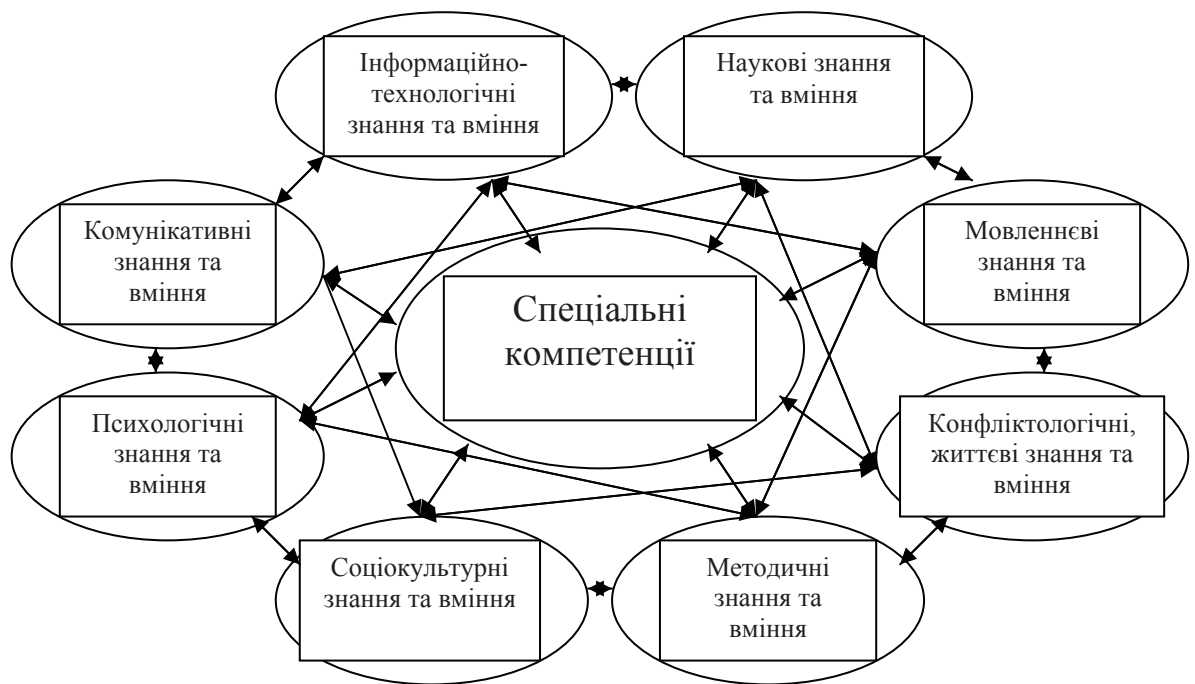 Інформаційно-
технологічні
знання та вміння
Наукові знання
та вміння
Комунікативні
знання та
вміння
Мовленнєві
знання та
вміння
Спеціальні
компетенції
Психологічні
знання та
вміння
Конфліктологічні,
життєві знання та
вміння
Соціокультурні
знання та вміння
Методичні
знання та
вміння